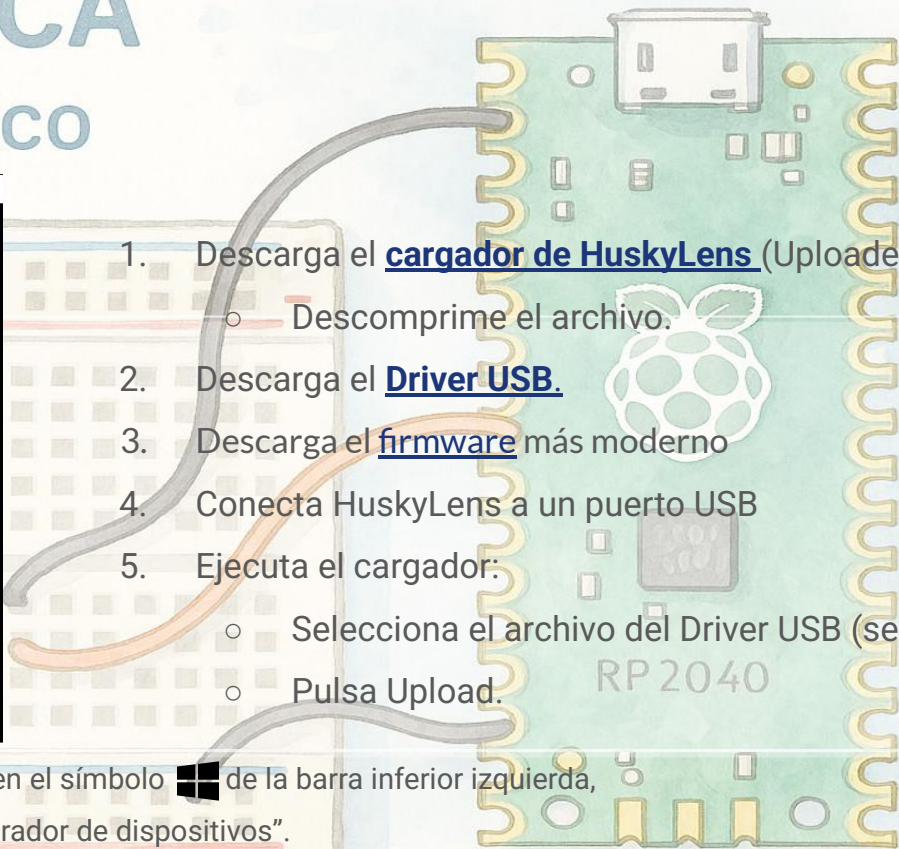 CA
CO
1. Descarga el cargador de HuskyLens (Uploade
○ Descomprime el archivo.
2. Descarga el Driver USB.
3. Descarga el firmware más moderno
4. Conecta HuskyLens a un puerto USB
5. Ejecuta el cargador:
○ Selecciona el archivo del Driver USB (se
○ Pulsa Upload.
RP2040
en el símbolo de la barra inferior izquierda,
rador de dispositivos”.